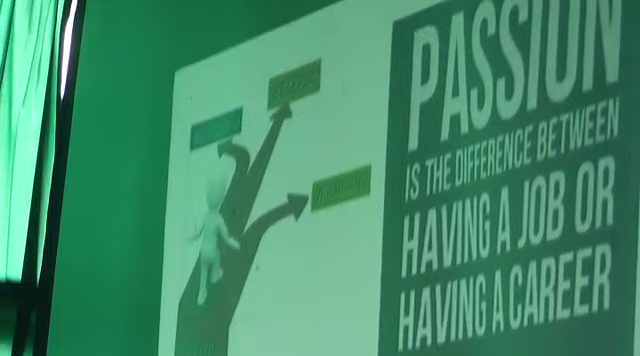 PASSION
IS THE DIFFERENCE BETWEEN
HAVING A JOB OR
HAVING A CAREER